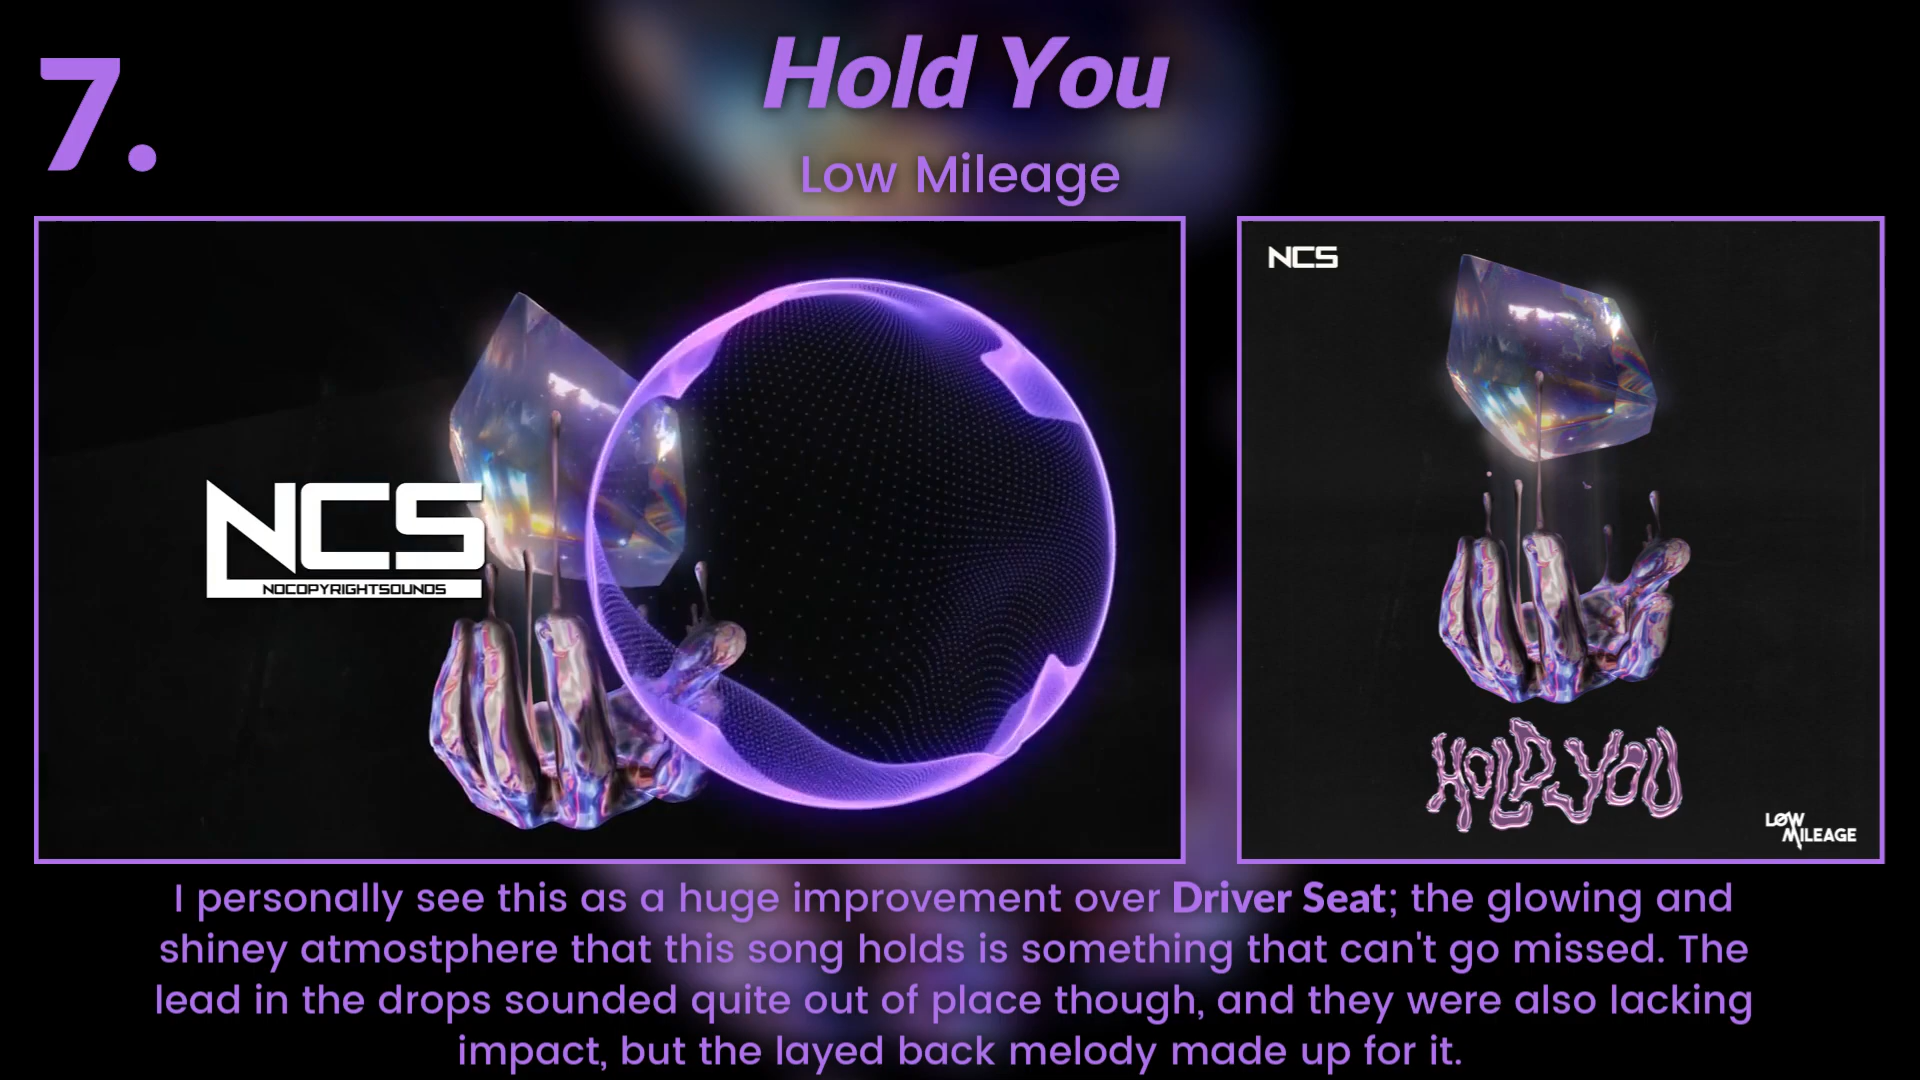 7.
Hold You
Low Mileage
NCS
NOCOPYRIGHTSOUNDS
NCS
HOLD YOU
LOW
MILEAGE
I personally see this as a huge improvement over Driver Seat; the glowing and
shiney atmostphere that this song holds is something that can't go missed. The
lead in the drops sounded quite out of place though, and they were also lacking
impact, but the layed back melody made up for it.